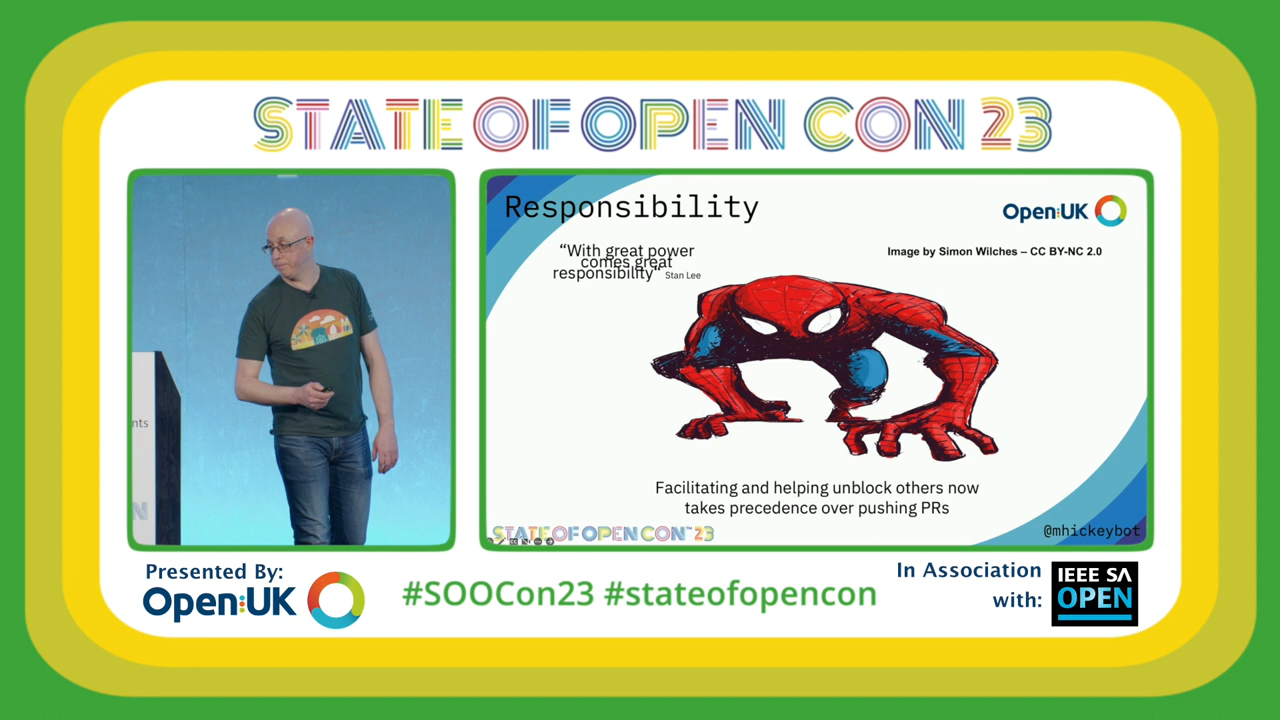 STATE OF OPEN CON 23
nts
N
Responsibility
Open:UK
“With great power
comes great
responsibility“ Stan Lee
Image by Simon Wilches – CC BY-NC 2.0
Facilitating and helping unblock others now
takes precedence over pushing PRs
STATE OF OPEN CON™ 23
@mhickeybot
Presented By:
Open:UK
#SOOCon23 #stateofopencon
In Association
with:
IEEE SA
OPEN